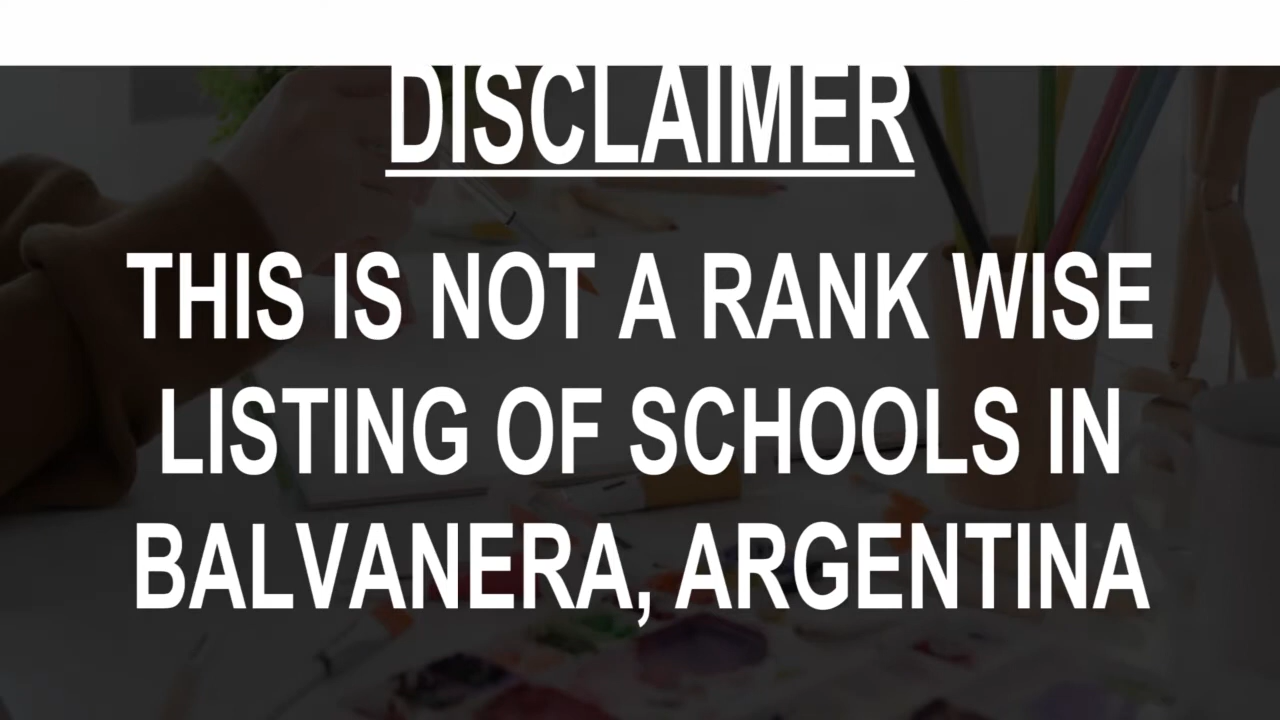 DISCLAIMER
THIS IS NOT A RANK WISE
LISTING OF SCHOOLS IN
BALVANERA, ARGENTINA